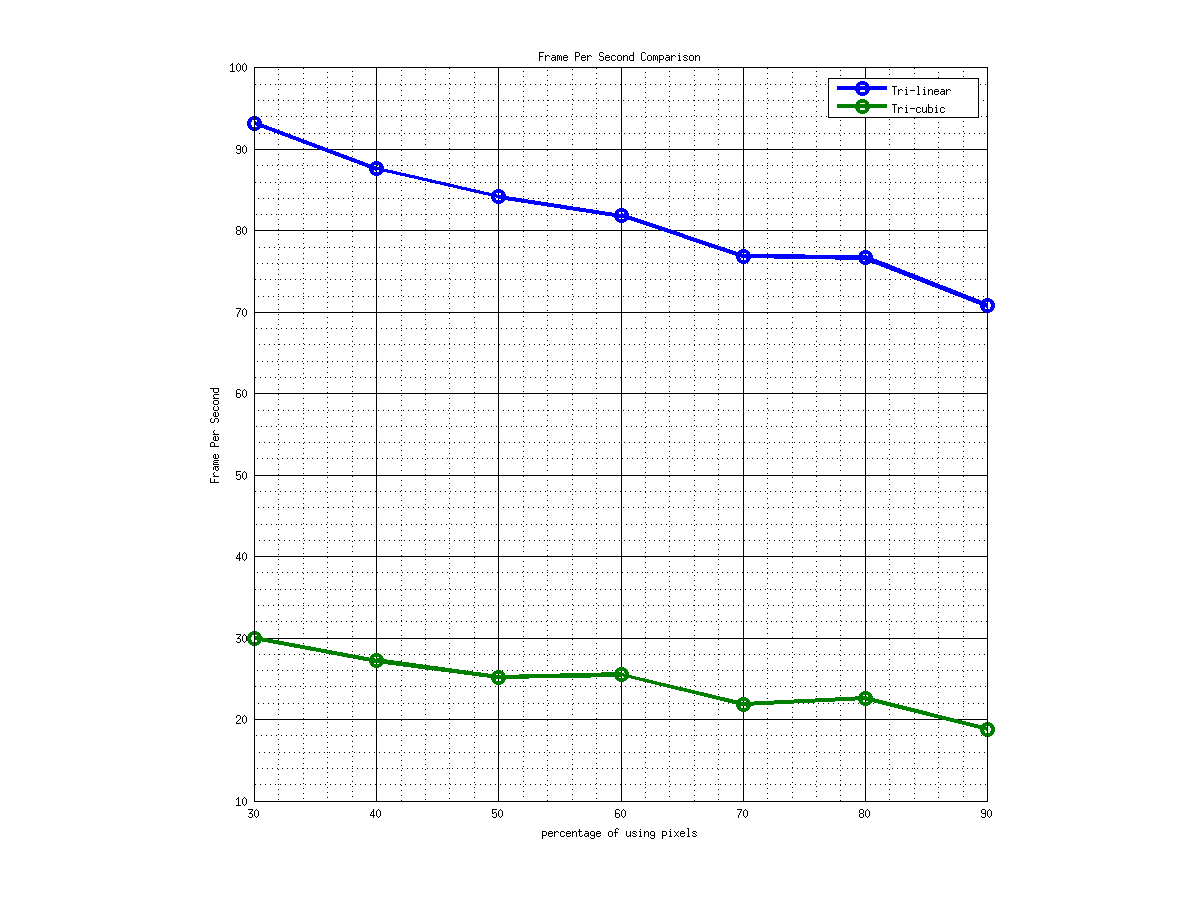 Frame Per Second Comparison
Tri-linear
Tri-cubic
100
90
80
70
60
50
40
30
20
10
Frame Per Second
30 40 50 60 70 80 90
percentage of using pixels